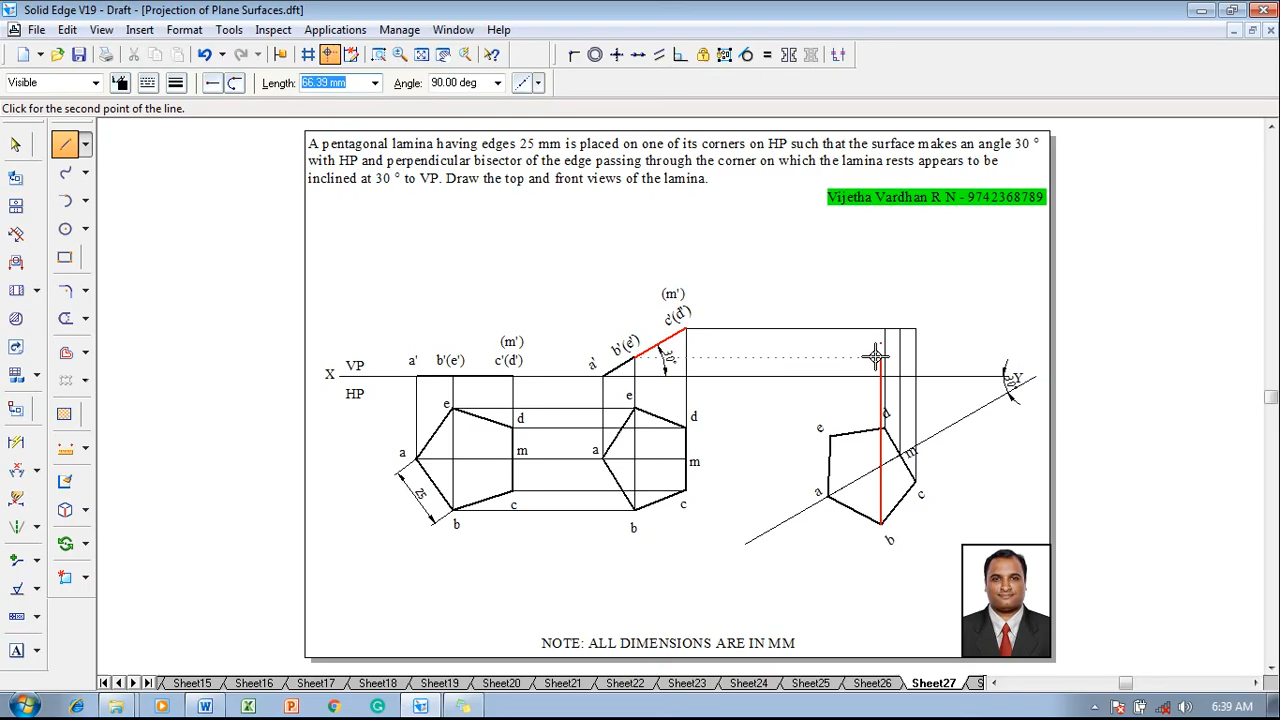 Solid Edge V19 - Draft - [Projection of Plane Surfaces.dft]
File Edit View Insert Format Tools Inspect Applications Manage Window Help
Visible Length: 66.39 mm Angle: 90.00 deg
Click for the second point of the line.
A pentagonal lamina having edges 25 mm is placed on one of its corners on HP such that the surface makes an angle 30 °
with HP and perpendicular bisector of the edge passing through the corner on which the lamina rests appears to be
inclined at 30 ° to VP. Draw the top and front views of the lamina.
Vijetha Vardhan R N - 9742368789
(m')
c'(d')
(m')
b'(e')
30°
X VP a' b'(e') c'(d') a' Y
HP
30°
e d m c b a 25
e d m c b a
e d m c b a
NOTE: ALL DIMENSIONS ARE IN MM
Sheet15 Sheet16 Sheet17 Sheet18 Sheet19 Sheet20 Sheet21 Sheet22 Sheet23 Sheet24 Sheet25 Sheet26 Sheet27 S
6:39 AM